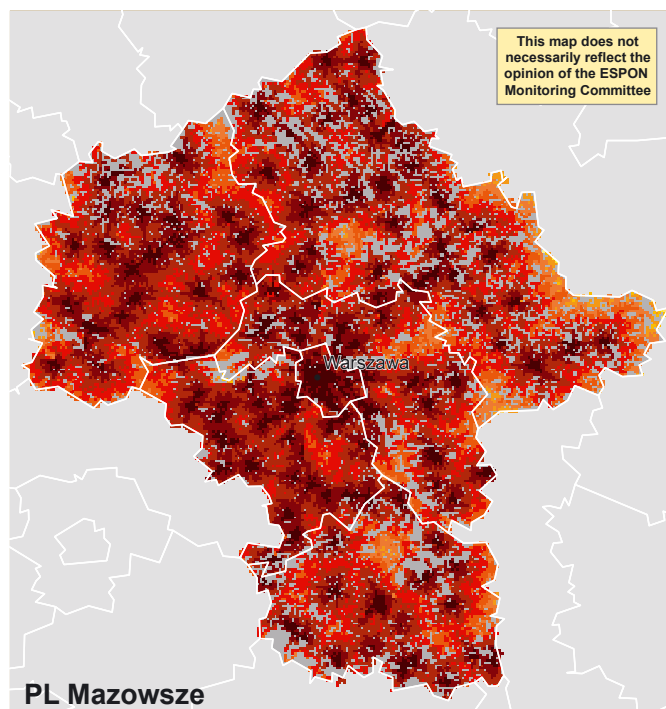 This map does not
necessarily reflect the
opinion of the ESPON
Monitoring Committee
Warszawa
PL Mazowsze